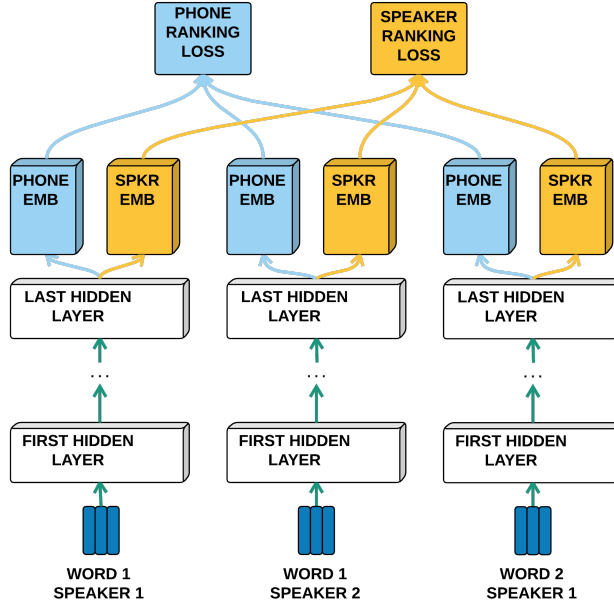 PHONE
RANKING
LOSS
SPEAKER
RANKING
LOSS
PHONE
EMB
SPKR
EMB
PHONE
EMB
SPKR
EMB
PHONE
EMB
SPKR
EMB
LAST HIDDEN
LAYER
LAST HIDDEN
LAYER
LAST HIDDEN
LAYER
...
...
...
FIRST HIDDEN
LAYER
FIRST HIDDEN
LAYER
FIRST HIDDEN
LAYER
WORD 1
SPEAKER 1
WORD 1
SPEAKER 2
WORD 2
SPEAKER 1